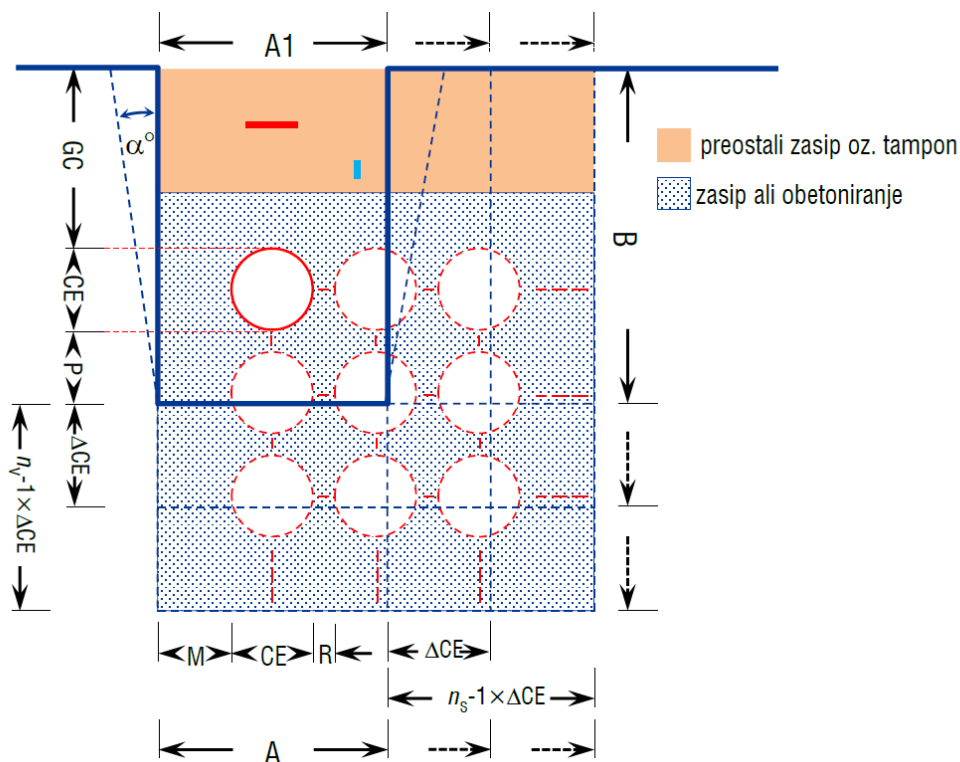 A1
α°
GC
preostali zasip oz. tampon
zasip ali obetoniranje
B
CE
P
ΔCE
nᵥ-1×ΔCE
M
CE
R
ΔCE
nₛ-1×ΔCE
A